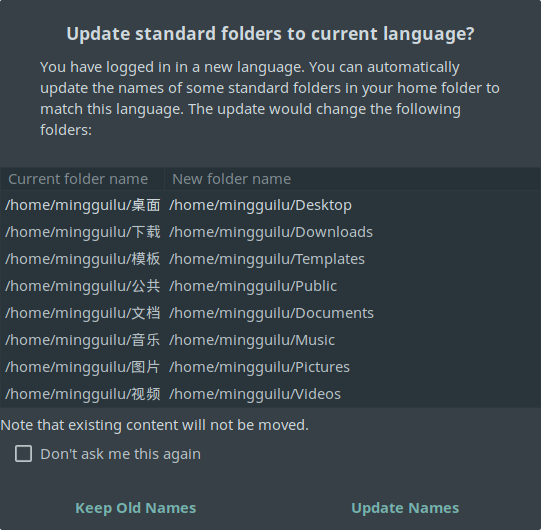 Update standard folders to current language?
You have logged in in a new language. You can automatically
update the names of some standard folders in your home folder to
match this language. The update would change the following
folders:
Current folder name New folder name
/home/mingguilu/桌面 /home/mingguilu/Desktop
/home/mingguilu/下载 /home/mingguilu/Downloads
/home/mingguilu/模板 /home/mingguilu/Templates
/home/mingguilu/公共 /home/mingguilu/Public
/home/mingguilu/文档 /home/mingguilu/Documents
/home/mingguilu/音乐 /home/mingguilu/Music
/home/mingguilu/图片 /home/mingguilu/Pictures
/home/mingguilu/视频 /home/mingguilu/Videos
Note that existing content will not be moved.
Don't ask me this again
Keep Old Names Update Names